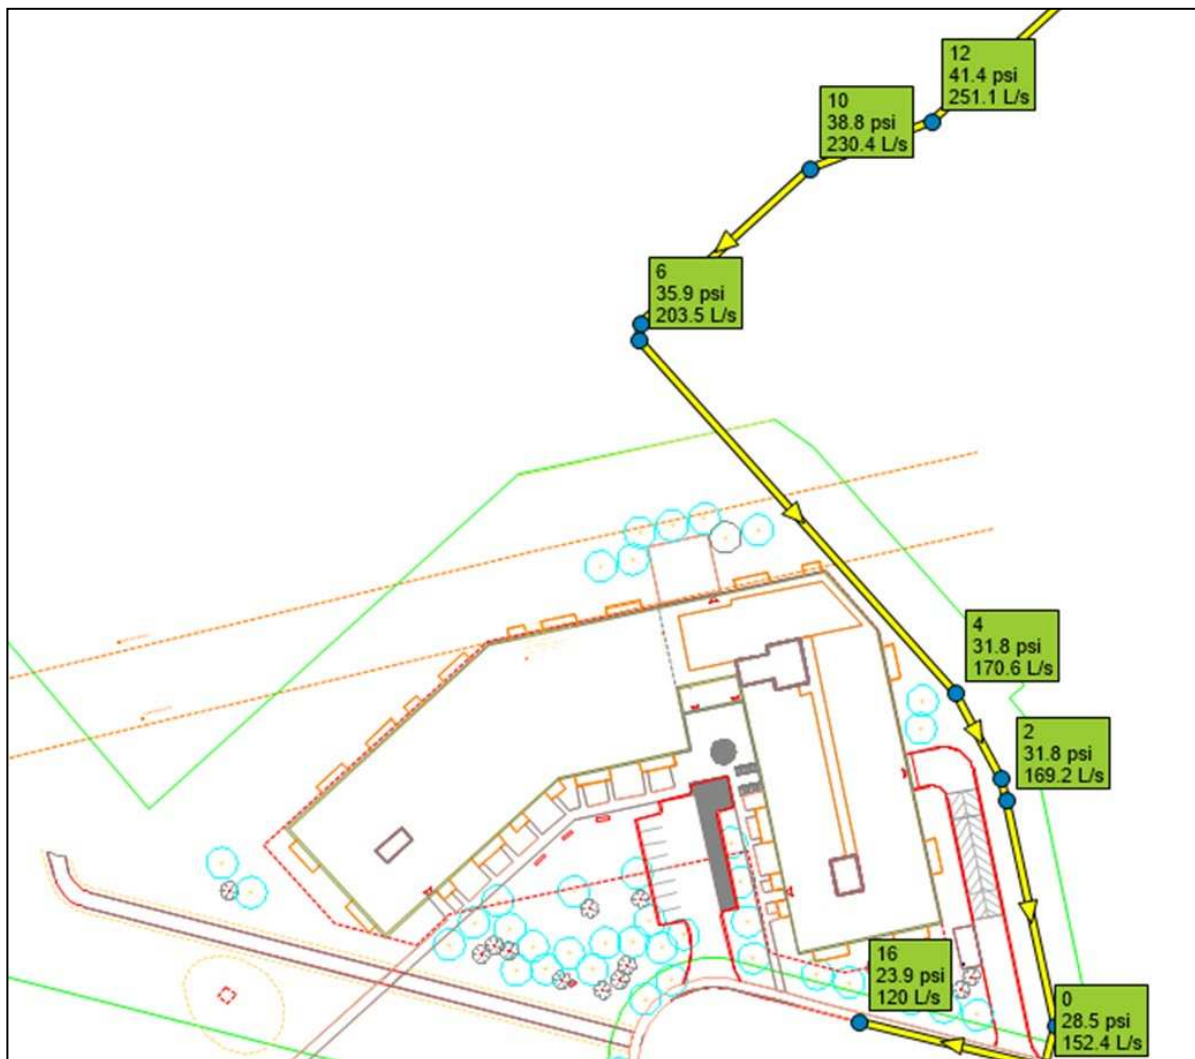 12
41.4 psi
251.1 L/s
10
38.8 psi
230.4 L/s
6
35.9 psi
203.5 L/s
4
31.8 psi
170.6 L/s
2
31.8 psi
169.2 L/s
16
23.9 psi
120 L/s
0
28.5 psi
152.4 L/s